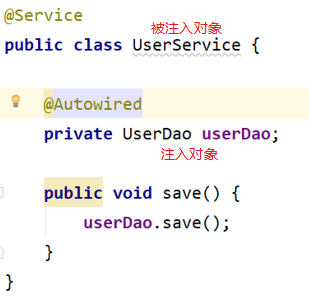 @Service
被注入对象
public class UserService {
@Autowired
private UserDao userDao;
注入对象
public void save() {
userDao.save();
}
}